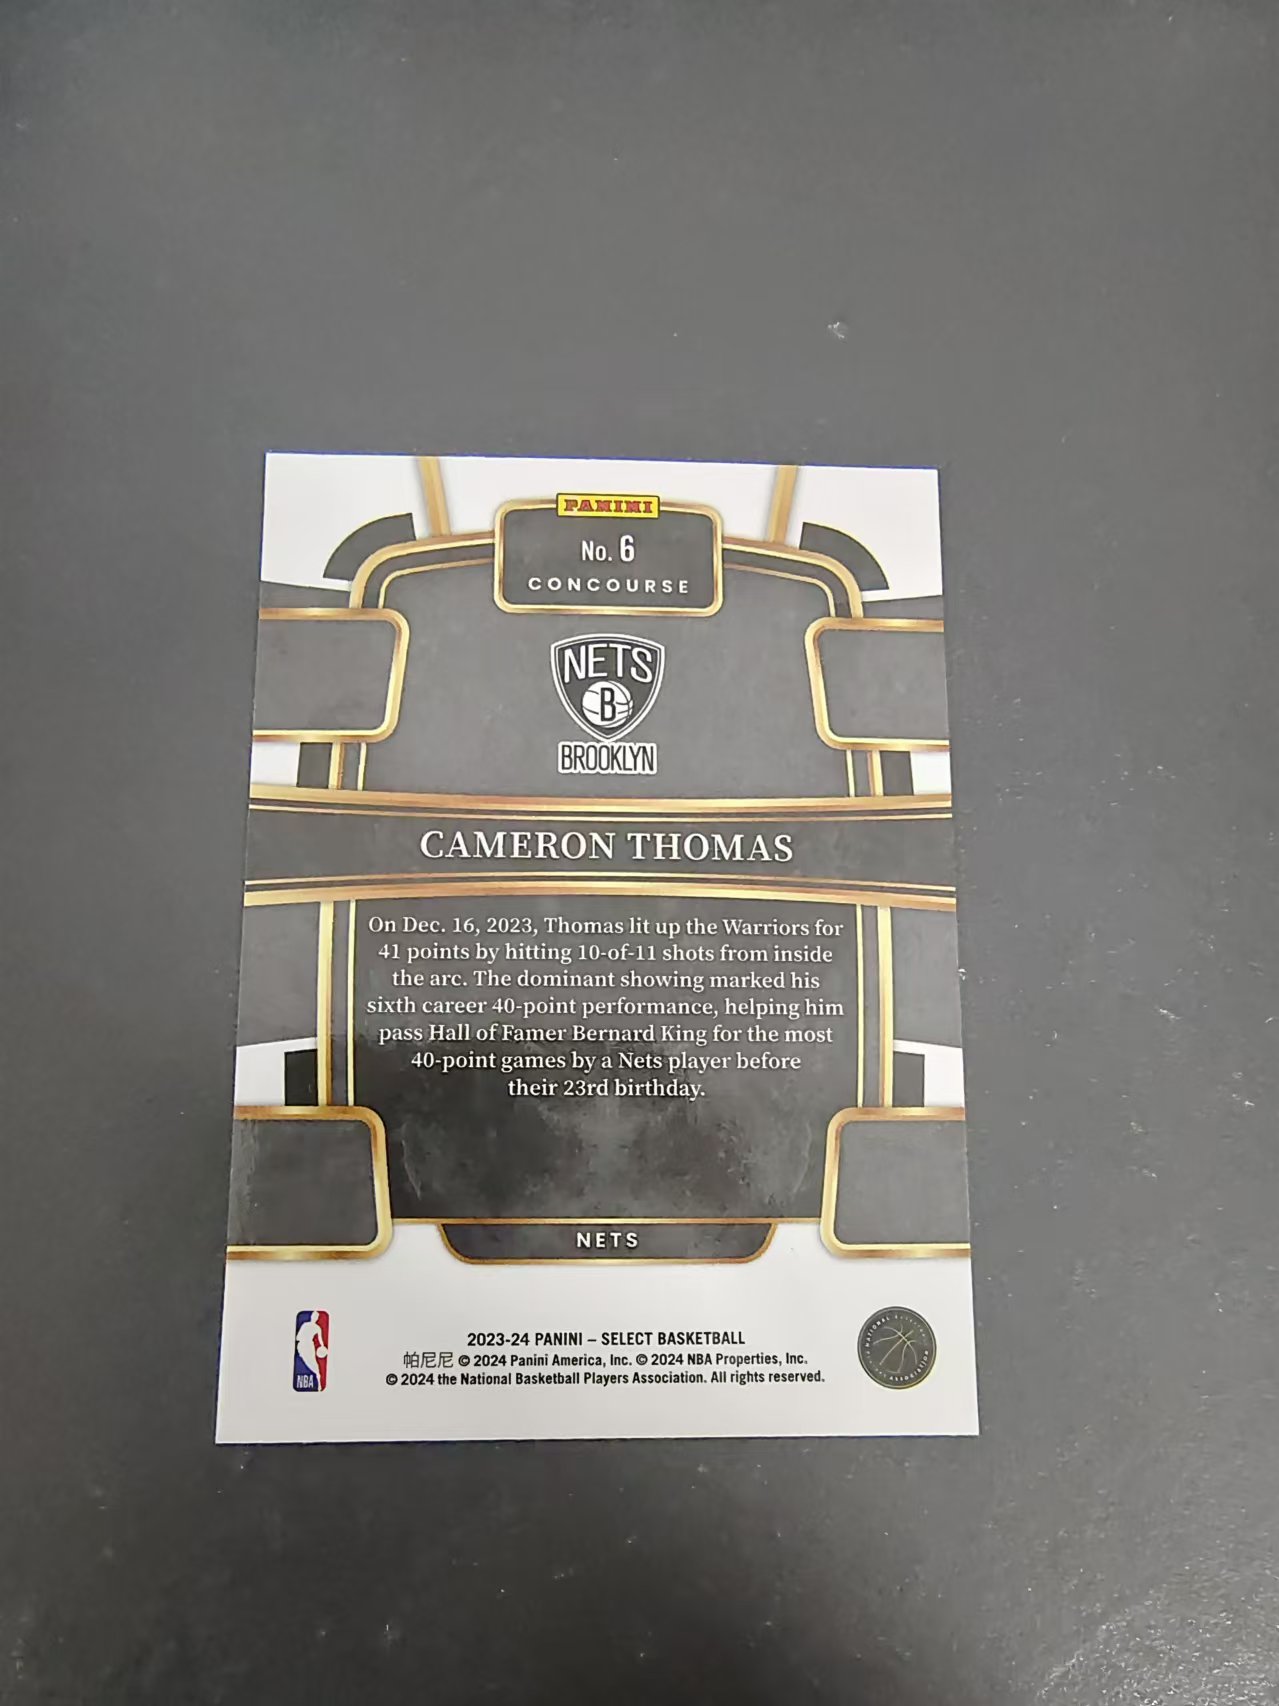 PANINI
No. 6
CONCOURSE
NETS
B
BROOKLYN
CAMERON THOMAS
On Dec. 16, 2023, Thomas lit up the Warriors for
41 points by hitting 10-of-11 shots from inside
the arc. The dominant showing marked his
sixth career 40-point performance, helping him
pass Hall of Famer Bernard King for the most
40-point games by a Nets player before
their 23rd birthday.
NETS
NBA
2023-24 PANINI – SELECT BASKETBALL
帕尼尼 © 2024 Panini America, Inc. © 2024 NBA Properties, Inc.
© 2024 the National Basketball Players Association. All rights reserved.
NATIONAL
ASSOCIATION